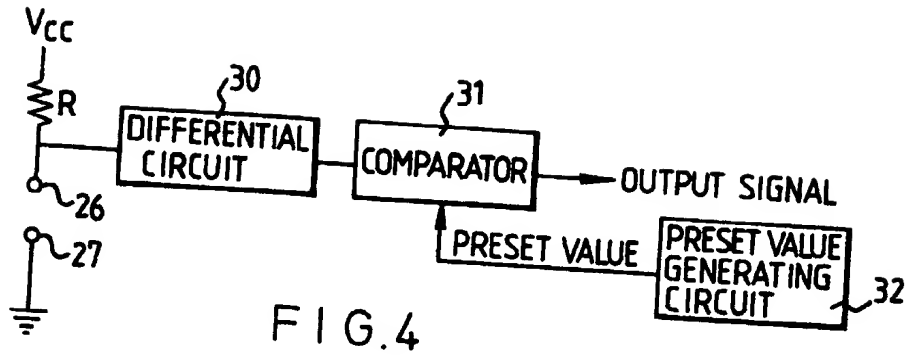 VCC
R
30
DIFFERENTIAL
CIRCUIT
31
COMPARATOR
OUTPUT SIGNAL
26
27
PRESET VALUE
PRESET VALUE
GENERATING
CIRCUIT
32
FIG.4